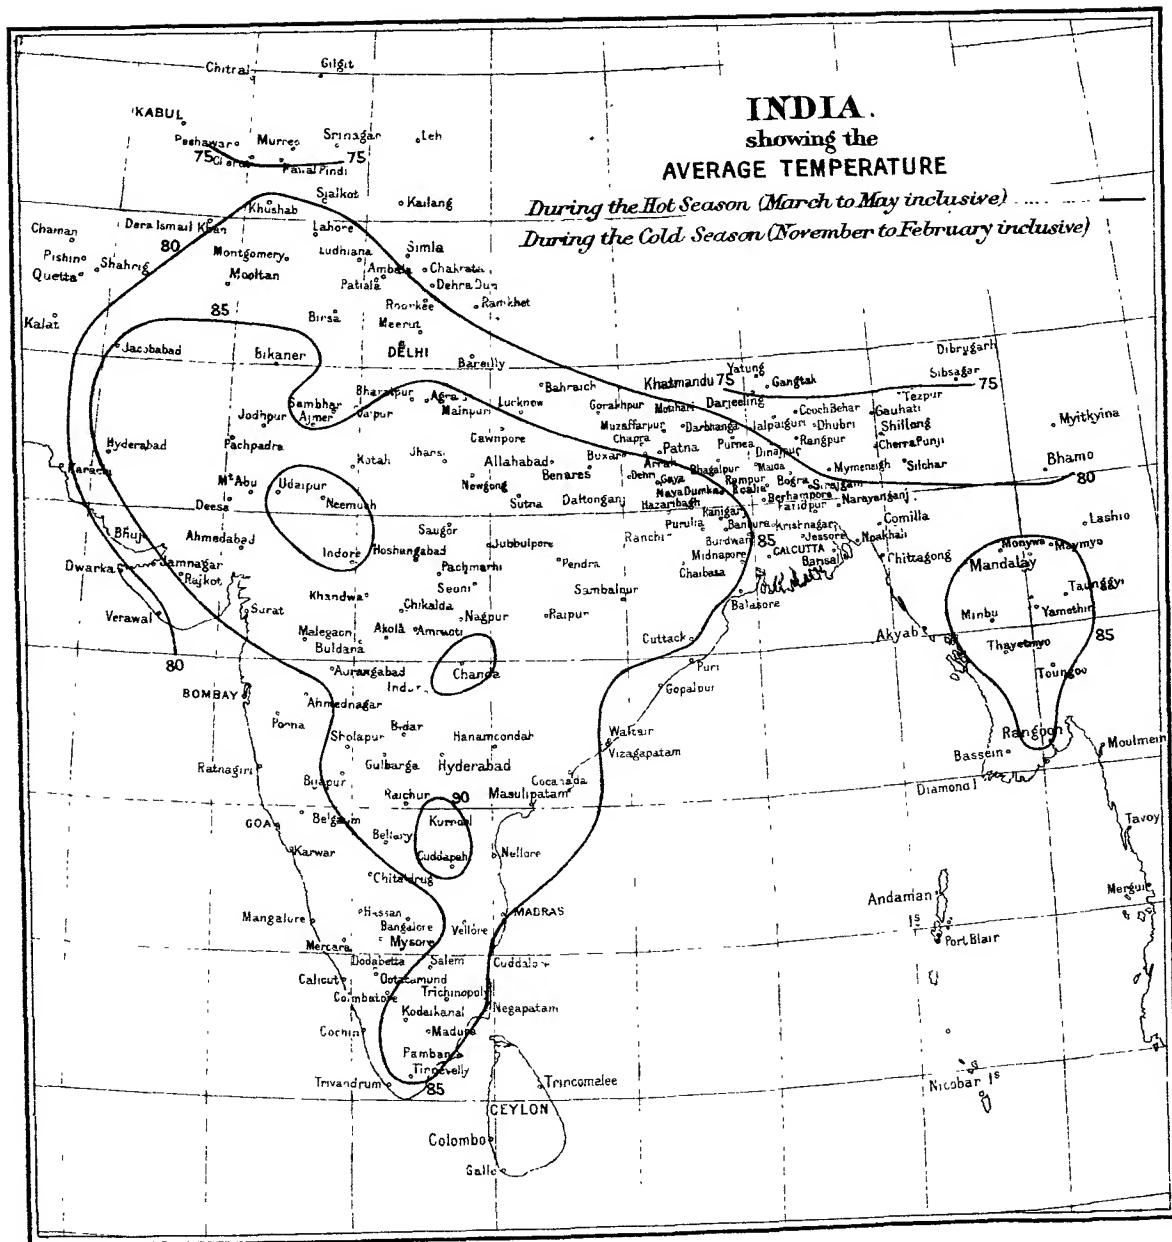 INDIA.
showing the
AVERAGE TEMPERATURE
During the Hot Season (March to May inclusive)
During the Cold Season (November to February inclusive)
Gilgit
Chitral
KABUL
Peshawar
Murree
Srinagar
Leh
75
75
Rawal Pindi
Sialkot
Khushab
Kailang
Dera Ismail Khan
Lahore
Chaman
80
Montgomery
Ludhiana
Simla
Pishin
Shahrig
Ambala
Chakrata
Quetta
Mooltan
Patiala
Dehra Dun
Roorkee
Ranikhet
85
Birsa
Meerut
Kalat
Jacobabad
Bikaner
DELHI
Bareilly
Dibrugarh
Yatung
Khatmandu
75
Gangtak
Sibsagar
75
Bharatpur
Agra
Bahraich
Sambhar
Ajmer
Jaipur
Mainpuri
Lucknow
Gorakhpur
Motihari
Darjeeling
Cooch Behar
Gauhati
Tezpur
Jodhpur
Muzaffarpur
Darbhanga
Jalpaiguri
Dhubri
Shillong
Myitkyina
Hyderabad
Pachpadra
Cawnpore
Chapra
Patna
Purnea
Dinajpur
Rangpur
Cherra Punji
Karachi
Kotah
Jhansi
Allahabad
Buxar
Arrah
Bhagalpur
Malda
Mymensigh
Silchar
Bhamo
80
Mt Abu
Udaipur
Neemuch
Nowgong
Benares
Dehri
Gaya
Rampur
Bogra
Sirajganj
Deesa
Sutna
Daltonganj
Naya Dumka
Berhampore
Narayanganj
Hazaribagh
Ranigan
Faridpur
Bhuj
Ahmedabad
Indore
Saugor
Ranchi
Purulia
Bankura
Krishnagar
Comilla
Lashio
Hoshangabad
Jubbulpore
Burdwan
85
Jessore
Noakhali
Monywa
Maymyo
Dwarka
Jamnagar
Rajkot
Pachmarhi
Pendra
Midnapore
CALCUTTA
Barisal
Chittagong
Mandalay
Chaibasa
Khandwa
Seoni
Sambalpur
Balasore
Taunggyi
Verawal
Surat
Chikalda
Nagpur
Raipur
Minbu
Yamethin
Malegaon
Akola
Amraoti
Cuttack
Akyab
85
Buldana
Thayetmyo
80
Aurangabad
Chanda
Puri
Toungoo
BOMBAY
Indur
Gopalpur
Ahmednagar
Poona
Bidar
Rangoon
Sholapur
Hanamcondah
Waltair
Bassein
Moulmein
Ratnagiri
Gulbarga
Hyderabad
Vizagapatam
Bijapur
Cocanada
Diamond I
Raichur
90
Masulipatam
GOA
Belgaum
Kurnool
Tavoy
Bellary
Karwar
Cuddapah
Nellore
Chitaldrug
Andaman
Is
Mergui
Mangalore
Hassan
Bangalore
MADRAS
Mercara
Mysore
Vellore
Port Blair
Dodabetta
Salem
Cuddalore
Calicut
Ootacamund
Coimbatore
Trichinopoly
Kodaikanal
Negapatam
Cochin
Madura
Pamban
Tinnevelly
Trivandrum
85
Trincomalee
Nicobar Is
CEYLON
Colombo
Galle